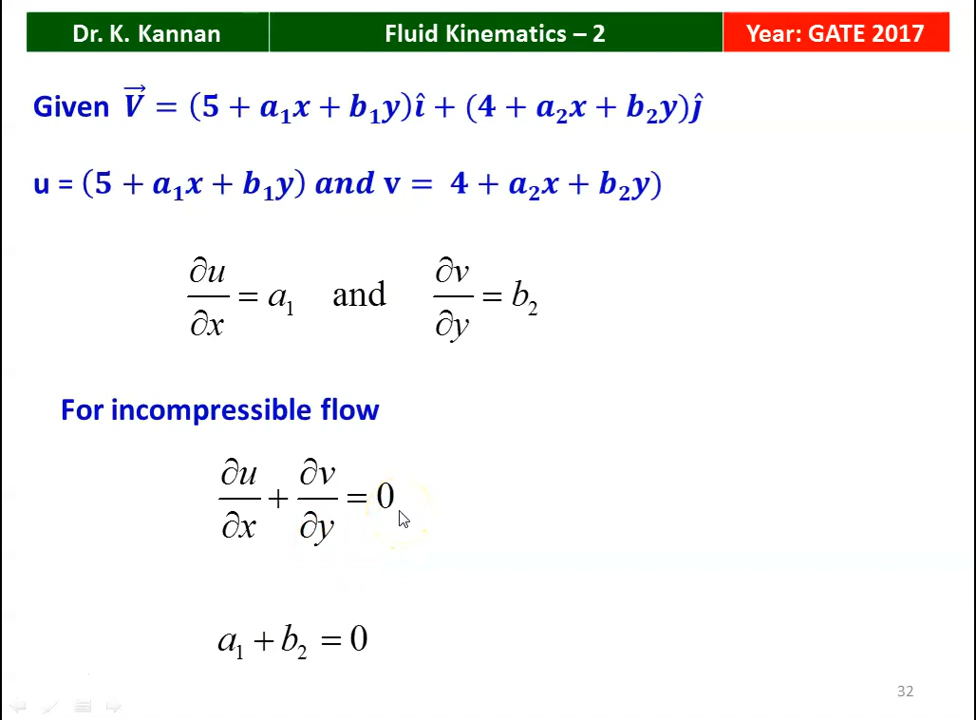 Dr. K. Kannan Fluid Kinematics – 2 Year: GATE 2017
Given V⃗ = (5 + a₁x + b₁y)î + (4 + a₂x + b₂y)ĵ
u = (5 + a₁x + b₁y) and v = 4 + a₂x + b₂y)
∂u/∂x = a₁ and ∂v/∂y = b₂
For incompressible flow
∂u/∂x + ∂v/∂y = 0
a₁ + b₂ = 0
32